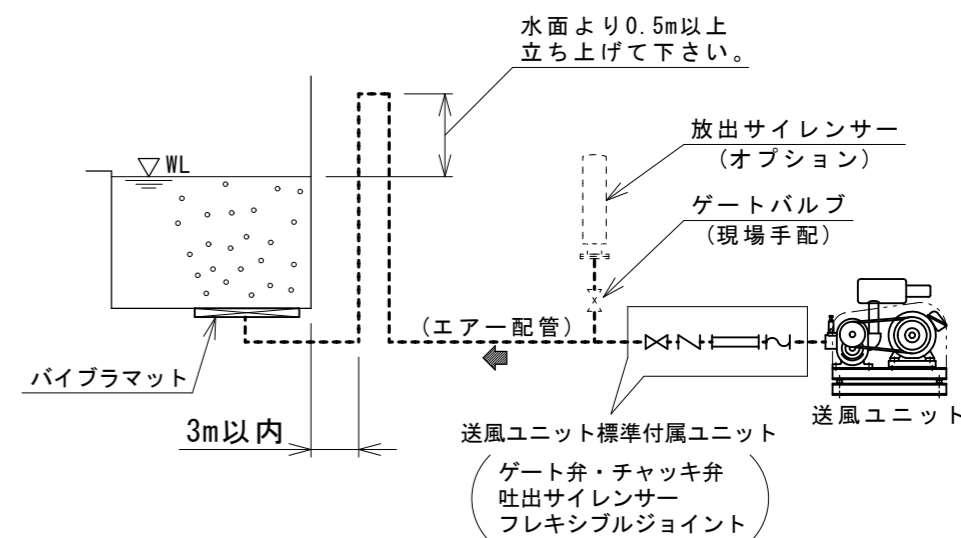 水面より0.5m以上
立ち上げて下さい。
WL
放出サイレンサー
(オプション)
ゲートバルブ
(現場手配)
(エアー配管)
バイブラマット
3m以内
送風ユニット
送風ユニット標準付属ユニット
ゲート弁・チャッキ弁
吐出サイレンサー
フレキシブルジョイント